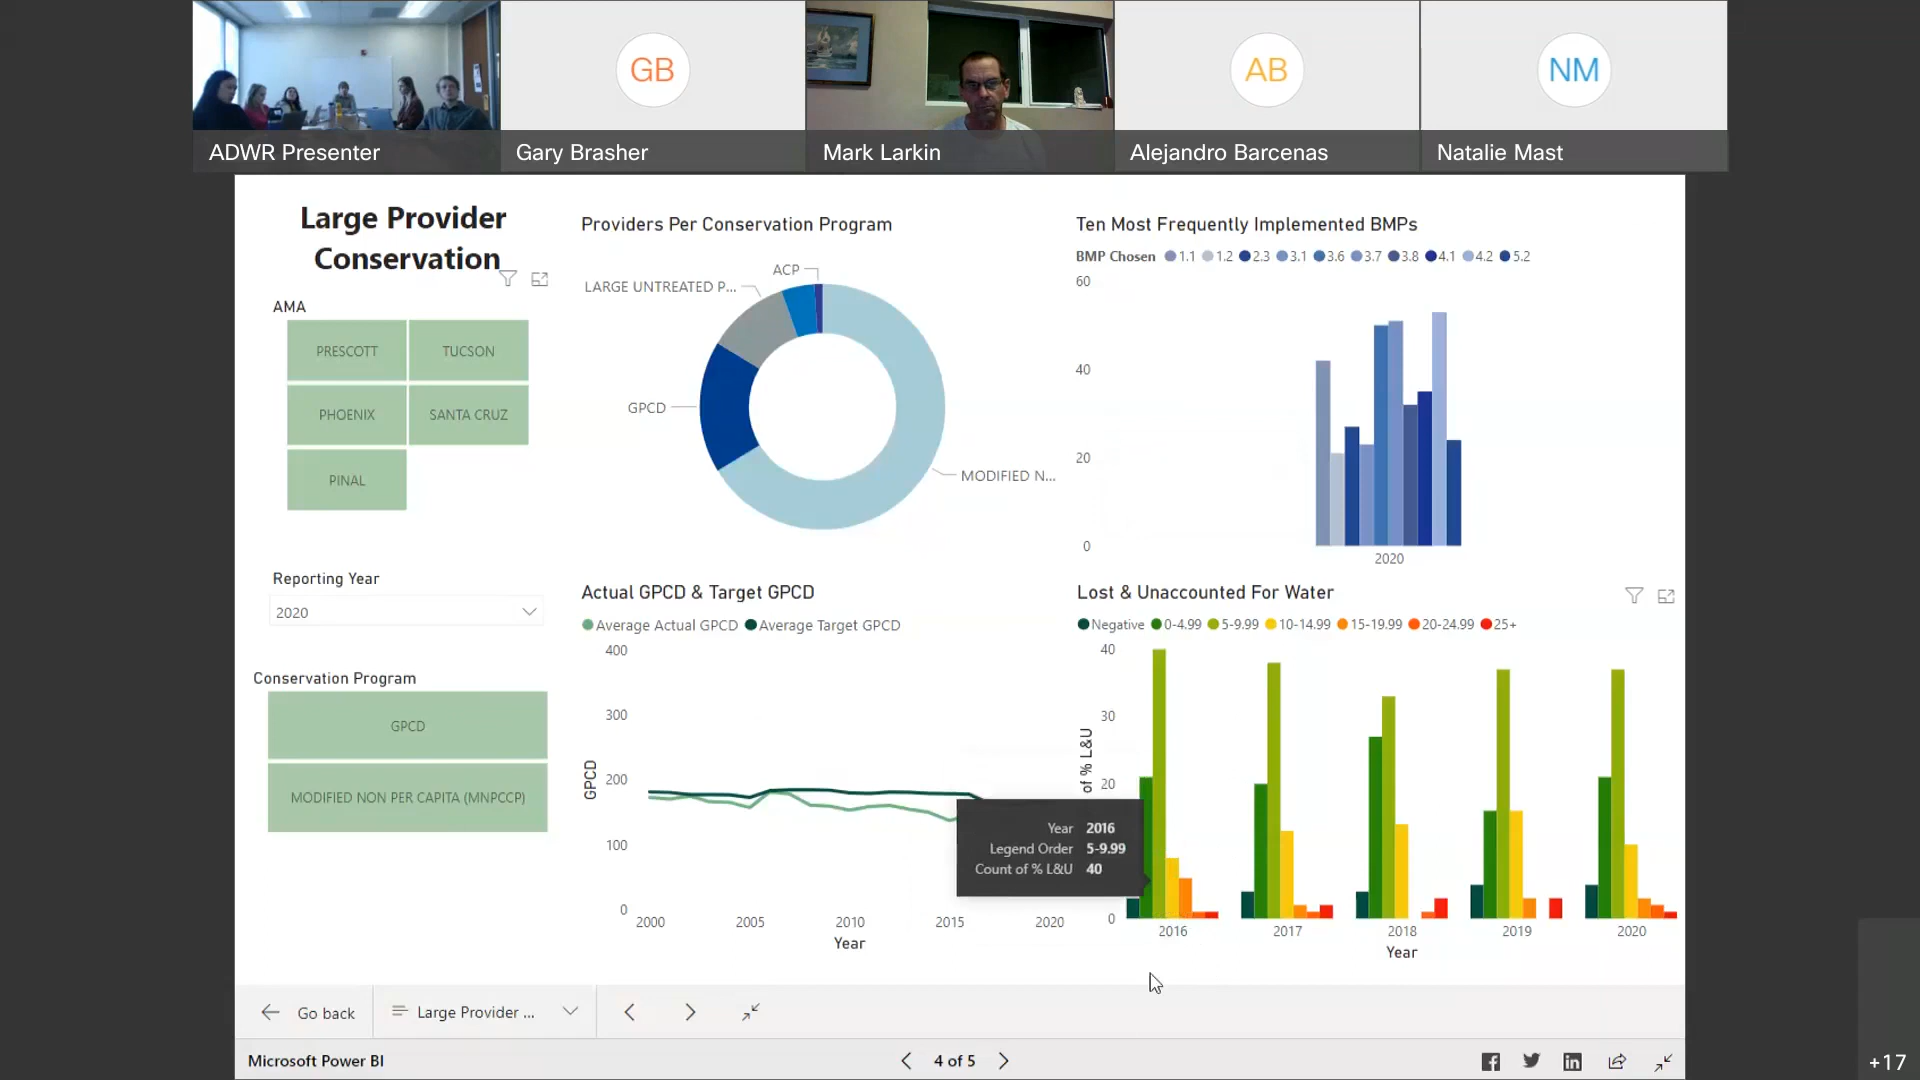 GB
AB
NM
ADWR Presenter
Gary Brasher
Mark Larkin
Alejandro Barcenas
Natalie Mast
Large Provider
Conservation
AMA
PRESCOTT
TUCSON
PHOENIX
SANTA CRUZ
PINAL
Reporting Year
2020
Conservation Program
GPCD
MODIFIED NON PER CAPITA (MNPCCP)
Providers Per Conservation Program
ACP
LARGE UNTREATED P...
GPCD
MODIFIED N...
Ten Most Frequently Implemented BMPs
BMP Chosen 1.1 1.2 2.3 3.1 3.6 3.7 3.8 4.1 4.2 5.2
60
40
20
0
2020
Actual GPCD & Target GPCD
Average Actual GPCD Average Target GPCD
400
300
200
100
0
GPCD
2000 2005 2010 2015 2020
Year
Lost & Unaccounted For Water
Negative 0-4.99 5-9.99 10-14.99 15-19.99 20-24.99 25+
40
30
20
0
of % L&U
Year 2016
Legend Order 5-9.99
Count of % L&U 40
2016 2017 2018 2019 2020
Year
Go back
Large Provider ...
Microsoft Power BI
4 of 5
+17